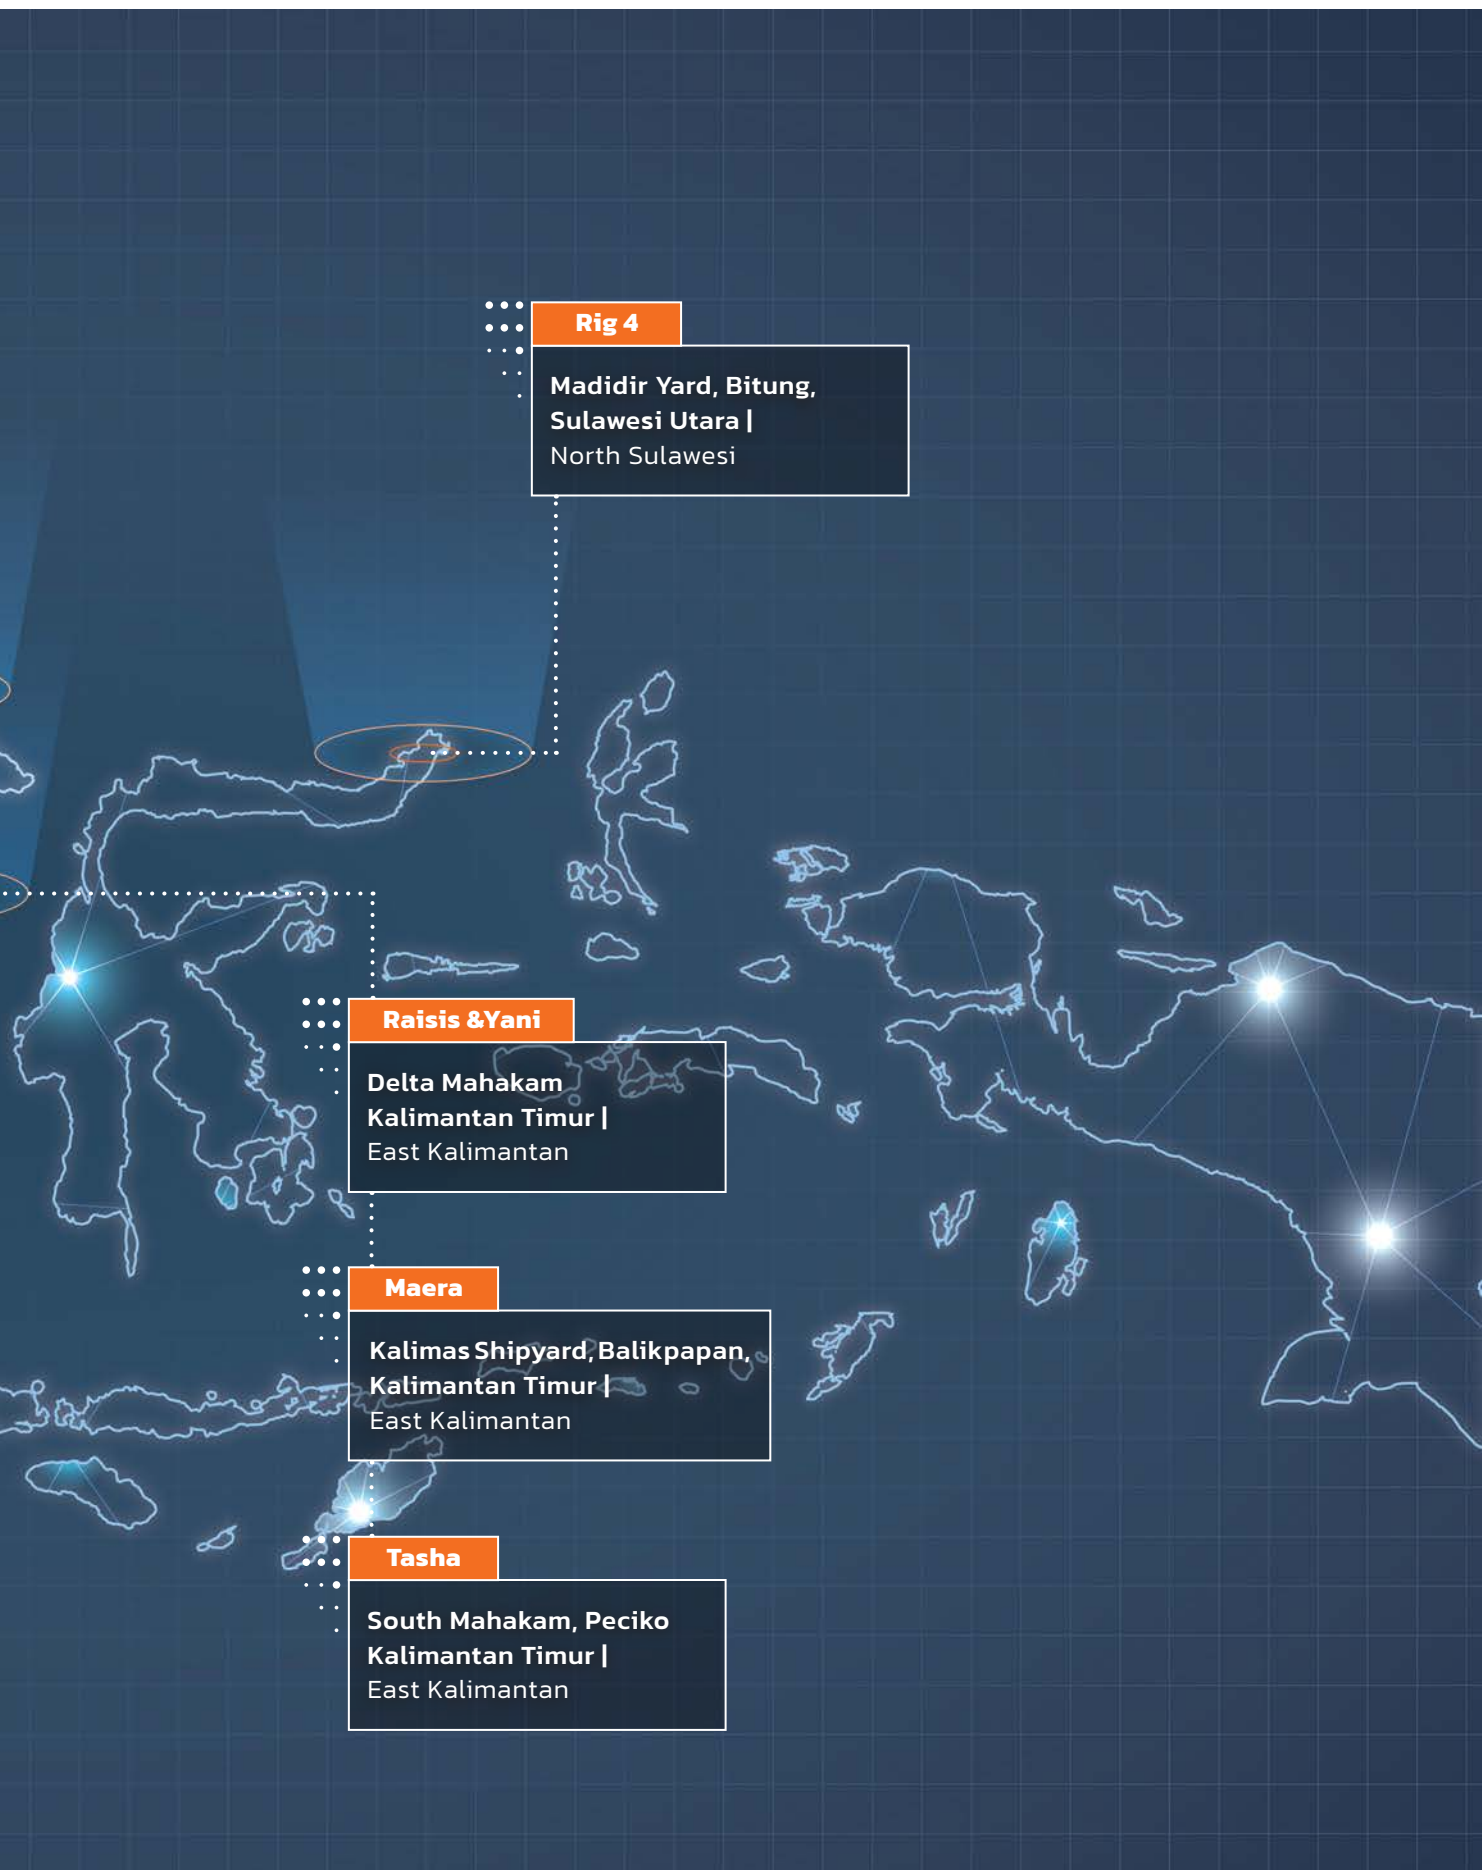 Rig 4
Madidir Yard, Bitung,
Sulawesi Utara |
North Sulawesi
Raisis &Yani
Delta Mahakam
Kalimantan Timur |
East Kalimantan
Maera
Kalimas Shipyard, Balikpapan,
Kalimantan Timur |
East Kalimantan
Tasha
South Mahakam, Peciko
Kalimantan Timur |
East Kalimantan